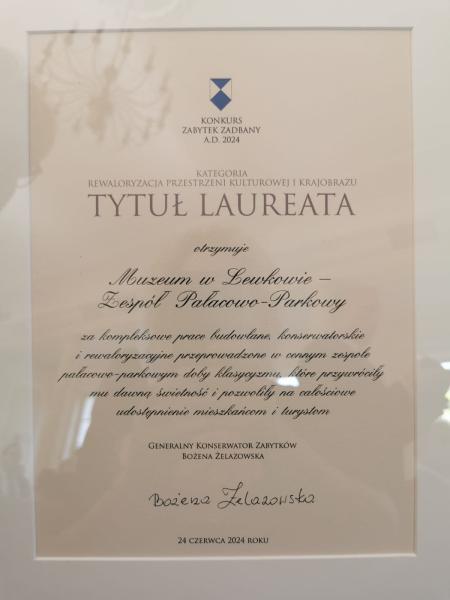 KONKURS
ZABYTEK ZADBANY
A.D. 2024
KATEGORIA
REWALORYZACJA PRZESTRZENI KULTUROWEJ I KRAJOBRAZU
TYTUŁ LAUREATA
otrzymuje
Muzeum w Lewkowie –
Zespół Pałacowo-Parkowy
za kompleksowe prace budowlane, konserwatorskie
i rewaloryzacyjne przeprowadzone w cennym zespole
pałacowo-parkowym doby klasycyzmu, które przywróciły
mu dawną świetność i pozwoliły na całościowe
udostępnienie mieszkańcom i turystom
GENERALNY KONSERWATOR ZABYTKÓW
BOŻENA ŻELAZOWSKA
Bożena Żelazowska
24 CZERWCA 2024 ROKU